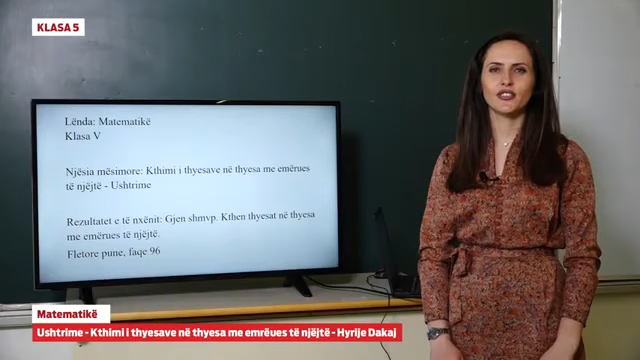 KLASA 5
Lënda: Matematikë
Klasa V
Njësia mësimore: Kthimi i thyesave në thyesa me emërues
të njëjtë - Ushtrime
Rezultatet e të nxënit: Gjen shmvp. Kthen thyesat në thyesa
me emërues të njëjtë.
Fletore pune, faqe 96
Matematikë
Ushtrime - Kthimi i thyesave në thyesa me emrëues të njëjtë - Hyrije Dakaj